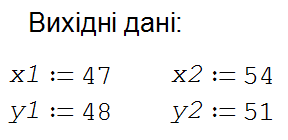 Вихідні дані:
x1 := 47 x2 := 54
y1 := 48 y2 := 51